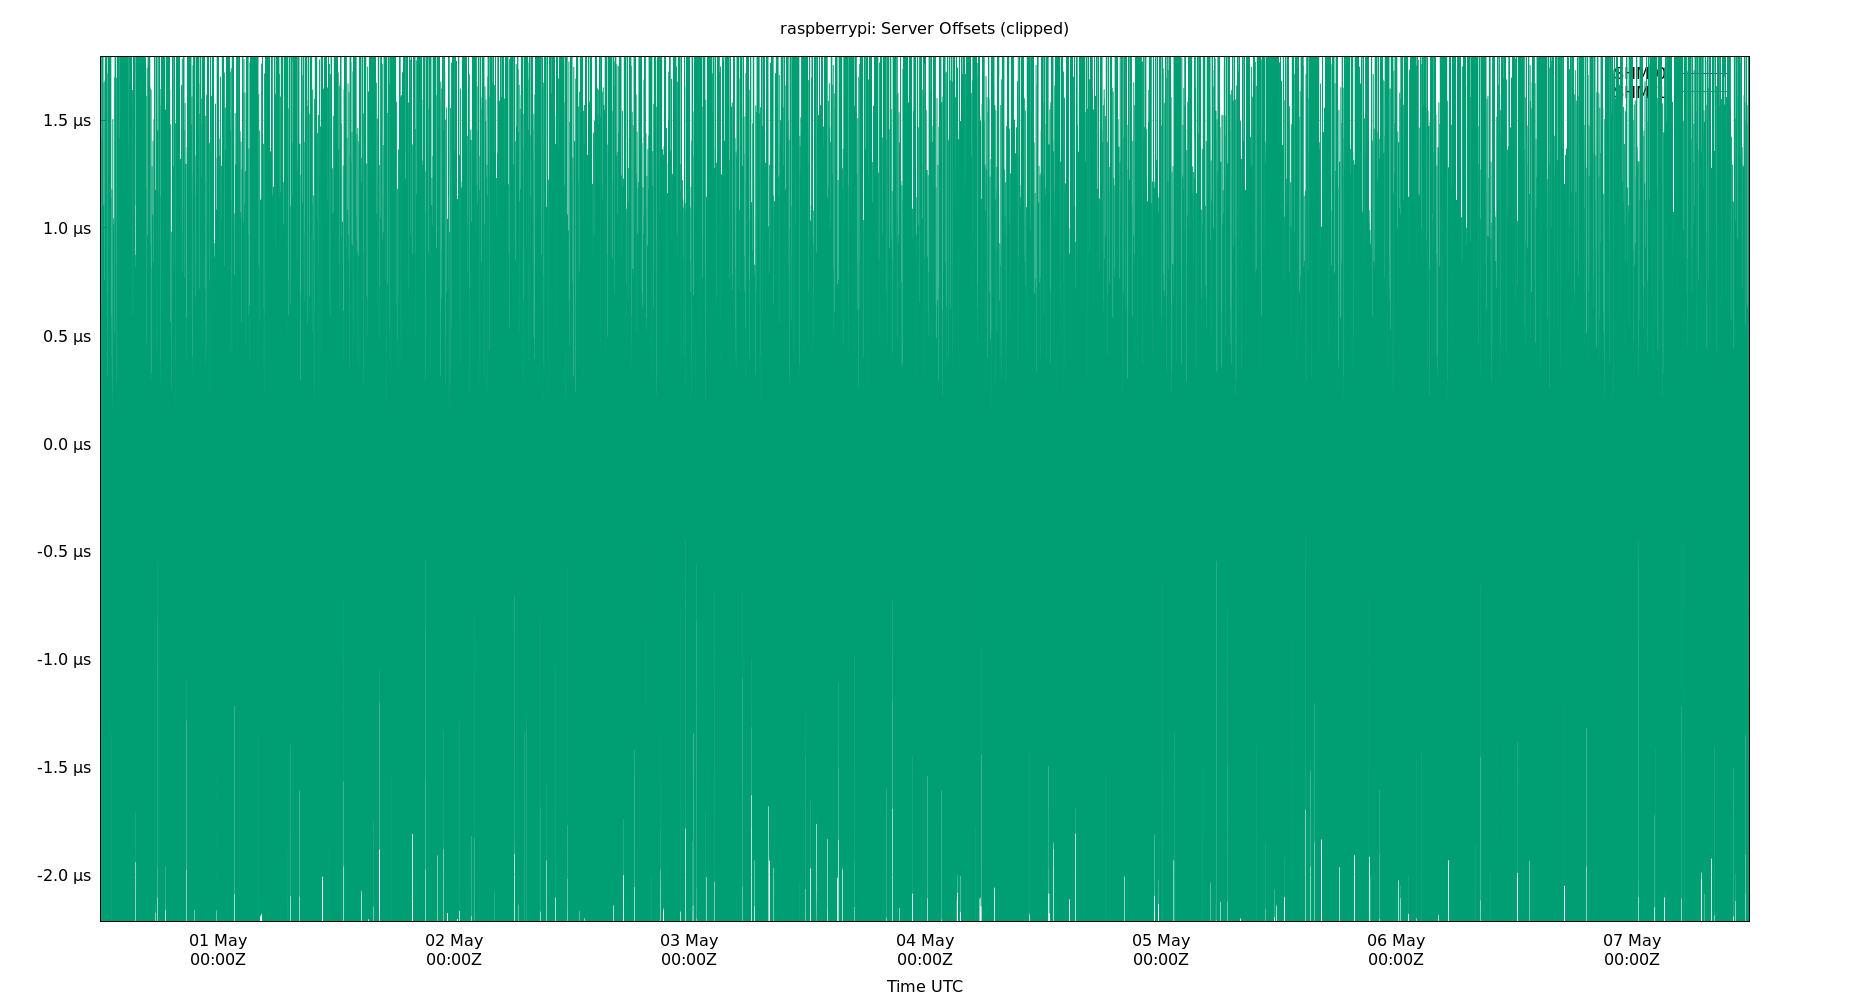 raspberrypi: Server Offsets (clipped)
1.5 µs
1.0 µs
0.5 µs
0.0 µs
-0.5 µs
-1.0 µs
-1.5 µs
-2.0 µs
01 May 02 May 03 May 04 May 05 May 06 May 07 May
00:00Z 00:00Z 00:00Z 00:00Z 00:00Z 00:00Z 00:00Z
Time UTC